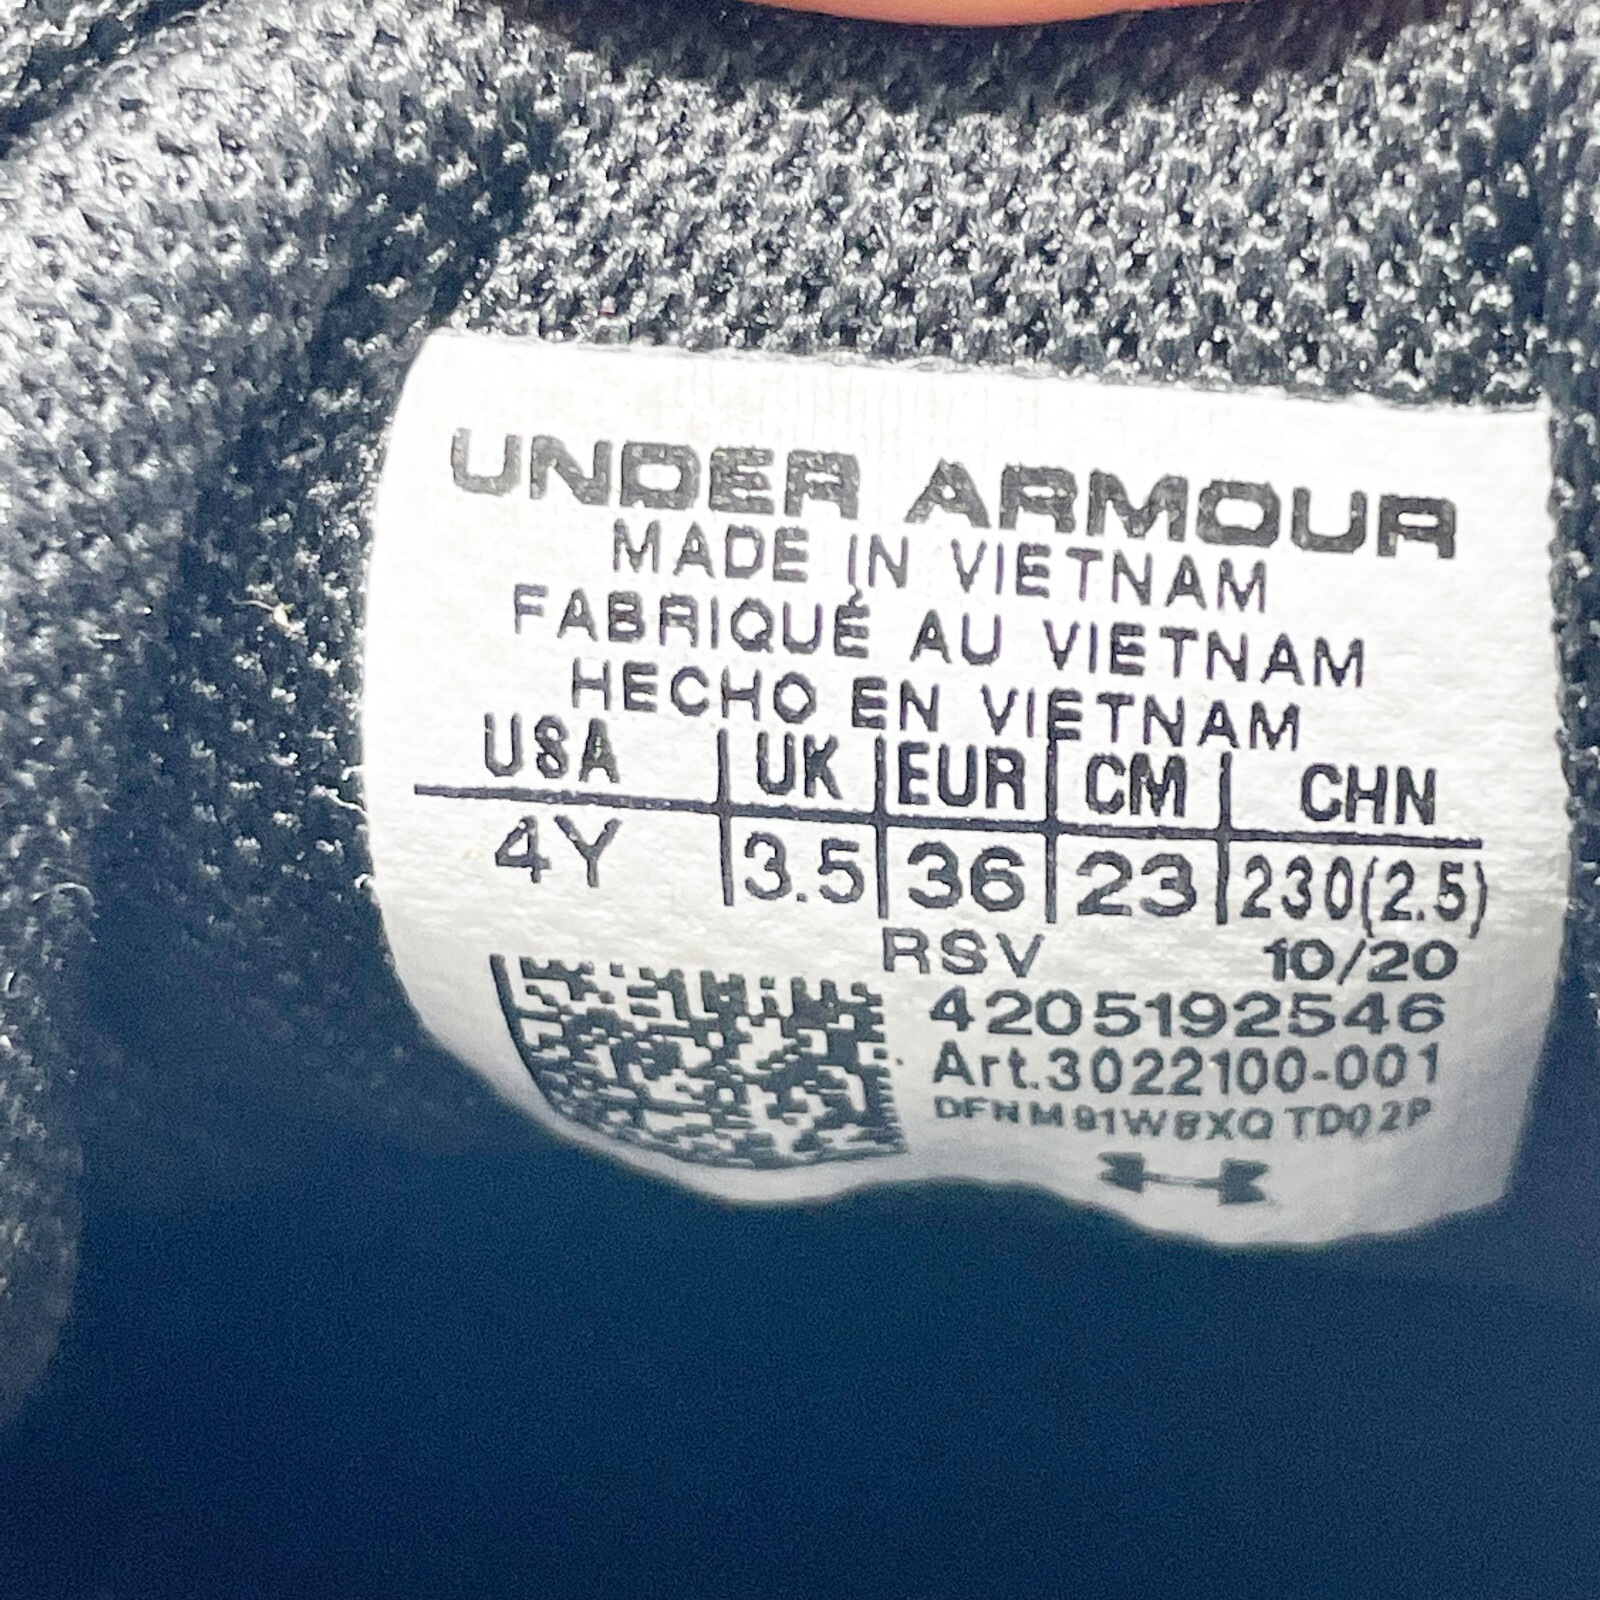 UNDER ARMOUR
MADE IN VIETNAM
FABRIQUÉ AU VIETNAM
HECHO EN VIETNAM
USA UK EUR CM CHN
4Y 3.5 36 23 230(2.5)
RSV 10/20
4205192546
Art.3022100-001
DFNM91W8XQTD02P